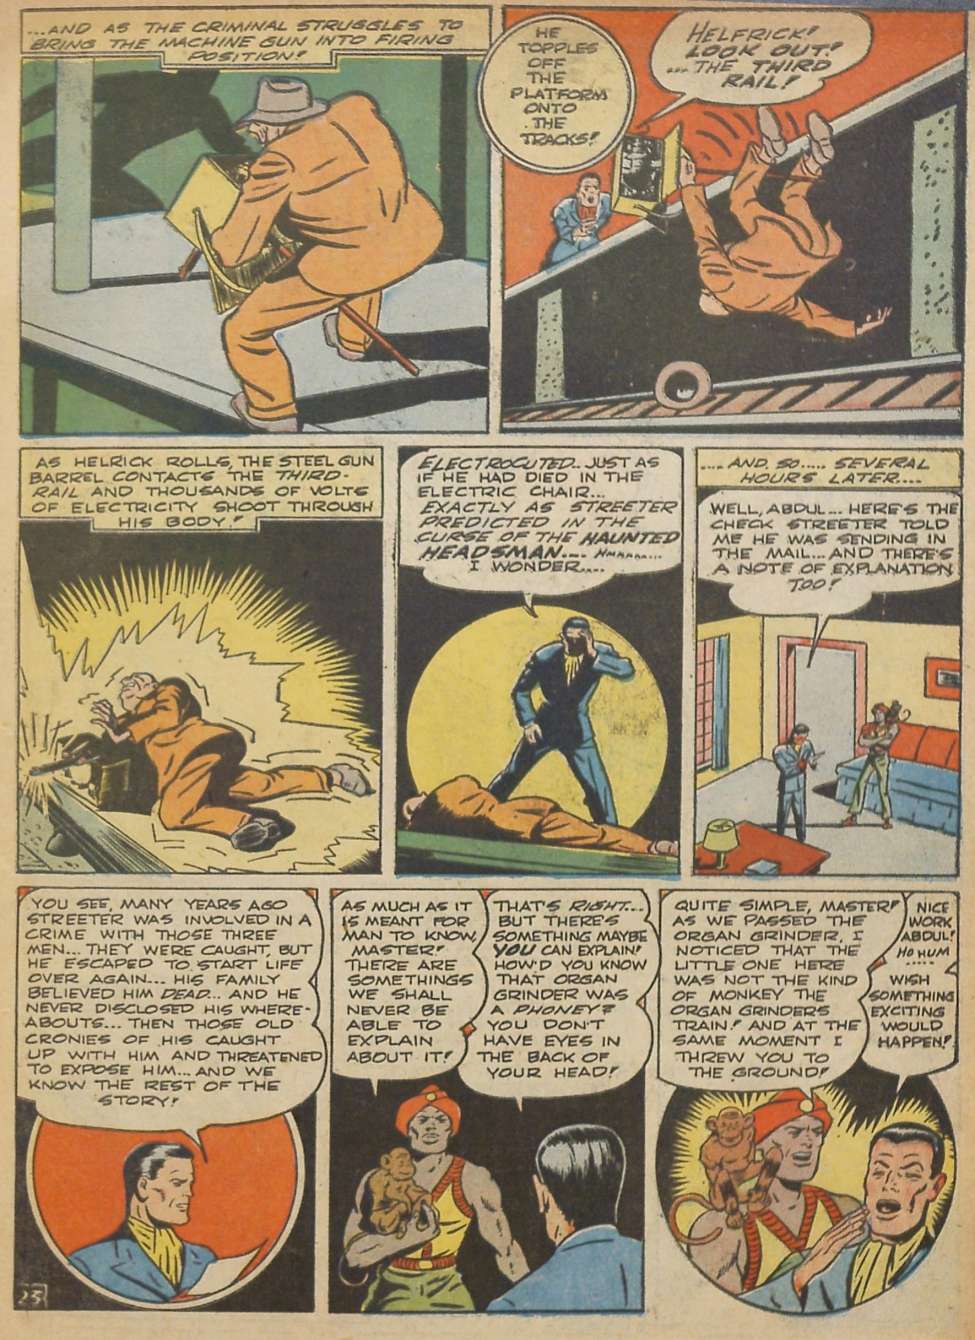 ...AND AS THE CRIMINAL STRUGGLES TO
BRING THE MACHINE GUN INTO FIRING
POSITION!
HE
TOPPLES
OFF
THE
PLATFORM
ONTO
THE
TRACKS!
HELFRICK!
LOOK OUT!
...THE THIRD
RAIL!
AS HELRICK ROLLS, THE STEEL GUN
BARREL CONTACTS THE THIRD-
RAIL AND THOUSANDS OF VOLTS
OF ELECTRICITY SHOOT THROUGH
HIS BODY!
ELECTROCUTED.. JUST AS
IF HE HAD DIED IN THE
ELECTRIC CHAIR...
EXACTLY AS STREETER
PREDICTED IN THE
CURSE OF THE HAUNTED
HEADSMAN.... HMMMMM...
I WONDER....
....AND, SO..... SEVERAL
HOURS LATER....
WELL, ABDUL... HERE'S THE
CHECK STREETER TOLD
ME HE WAS SENDING IN
THE MAIL...AND THERE'S
A NOTE OF EXPLANATION
TOO!
YOU SEE, MANY YEARS AGO
STREETER WAS INVOLVED IN A
CRIME WITH THOSE THREE
MEN... THEY WERE CAUGHT, BUT
HE ESCAPED TO START LIFE
OVER AGAIN... HIS FAMILY
BELIEVED HIM DEAD... AND HE
NEVER DISCLOSED HIS WHERE-
ABOUTS... THEN THOSE OLD
CRONIES OF HIS CAUGHT
UP WITH HIM AND THREATENED
TO EXPOSE HIM... AND WE
KNOW THE REST OF THE
STORY!
AS MUCH AS IT
IS MEANT FOR
MAN TO KNOW,
MASTER!
THERE ARE
SOMETHINGS
WE SHALL
NEVER BE
ABLE TO
EXPLAIN
ABOUT IT!
THAT'S RIGHT...
BUT THERE'S
SOMETHING MAYBE
YOU CAN EXPLAIN!
HOW'D YOU KNOW
THAT ORGAN
GRINDER WAS
A PHONEY?
YOU DON'T
HAVE EYES IN
THE BACK OF
YOUR HEAD!
QUITE SIMPLE, MASTER!
AS WE PASSED THE
ORGAN GRINDER, I
NOTICED THAT THE
LITTLE ONE HERE
WAS NOT THE KIND
OF MONKEY THE
ORGAN GRINDERS
TRAIN! AND AT THE
SAME MOMENT I
THREW YOU TO
THE GROUND!
NICE
WORK
ABDUL!
HO HUM
.....
WISH
SOMETHING
EXCITING
WOULD
HAPPEN!
25